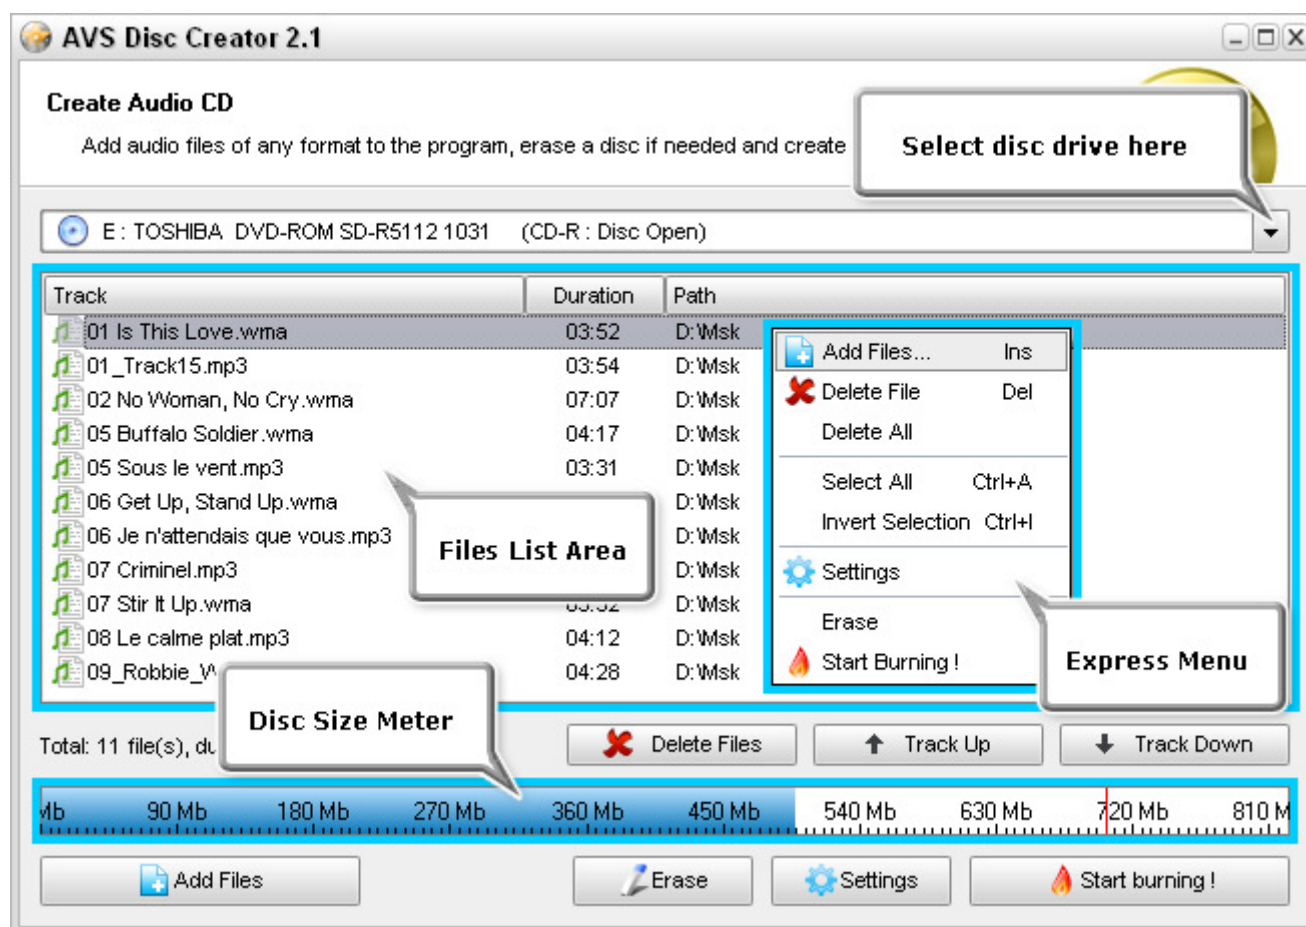 AVS Disc Creator 2.1
Create Audio CD
Add audio files of any format to the program, erase a disc if needed and create
Select disc drive here
E: TOSHIBA DVD-ROM SD-R5112 1031 (CD-R : Disc Open)
Track Duration Path
01 Is This Love.wma 03:52 D:\Msk
01_Track15.mp3 03:54 D:\Msk
02 No Woman, No Cry.wma 07:07 D:\Msk
05 Buffalo Soldier.wma 04:17 D:\Msk
05 Sous le vent.mp3 03:31 D:\Msk
06 Get Up, Stand Up.wma D:\Msk
06 Je n'attendais que vous.mp3 D:\Msk
07 Criminel.mp3 D:\Msk
07 Stir It Up.wma D:\Msk
08 Le calme plat.mp3 04:12 D:\Msk
09_Robbie_ 04:28 D:\Msk
Add Files... Ins
Delete File Del
Delete All
Select All Ctrl+A
Invert Selection Ctrl+I
Settings
Erase
Start Burning !
Files List Area
Express Menu
Disc Size Meter
Total: 11 file(s),
Delete Files Track Up Track Down
Mb 90 Mb 180 Mb 270 Mb 360 Mb 450 Mb 540 Mb 630 Mb 720 Mb 810 M
Add Files Erase Settings Start burning !